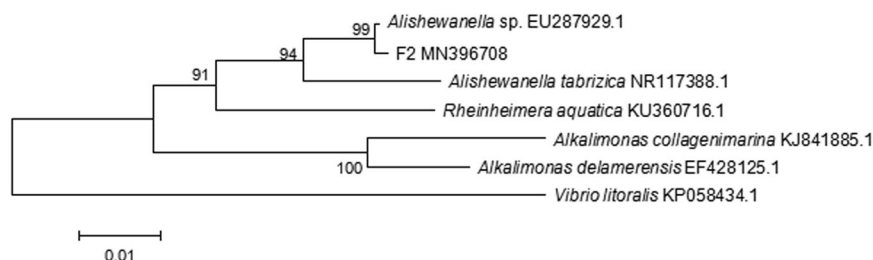 Alishewanella sp. EU287929.1
99
F2 MN396708
94
Alishewanella tabrizica NR117388.1
91
Rheinheimera aquatica KU360716.1
Alkalimonas collagenimarina KJ841885.1
100
Alkalimonas delamerensis EF428125.1
Vibrio litoralis KP058434.1
0.01